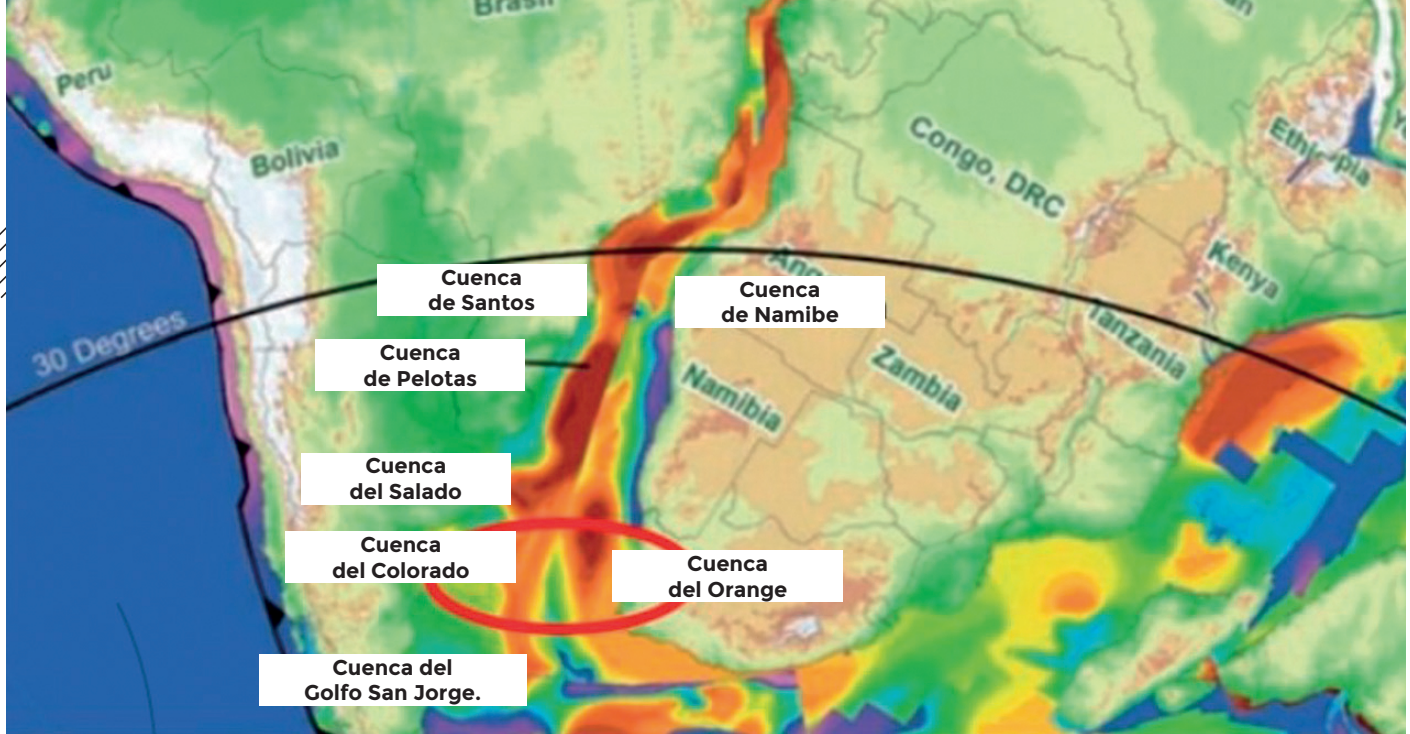 Brasil
Peru
Bolivia
Congo, DRC
Ethiopia
Kenya
30 Degrees
Cuenca
de Santos
Cuenca
de Namibe
Tanzania
Cuenca
de Pelotas
Zambia
Namibia
Cuenca
del Salado
Cuenca
del Colorado
Cuenca
del Orange
Cuenca del
Golfo San Jorge.